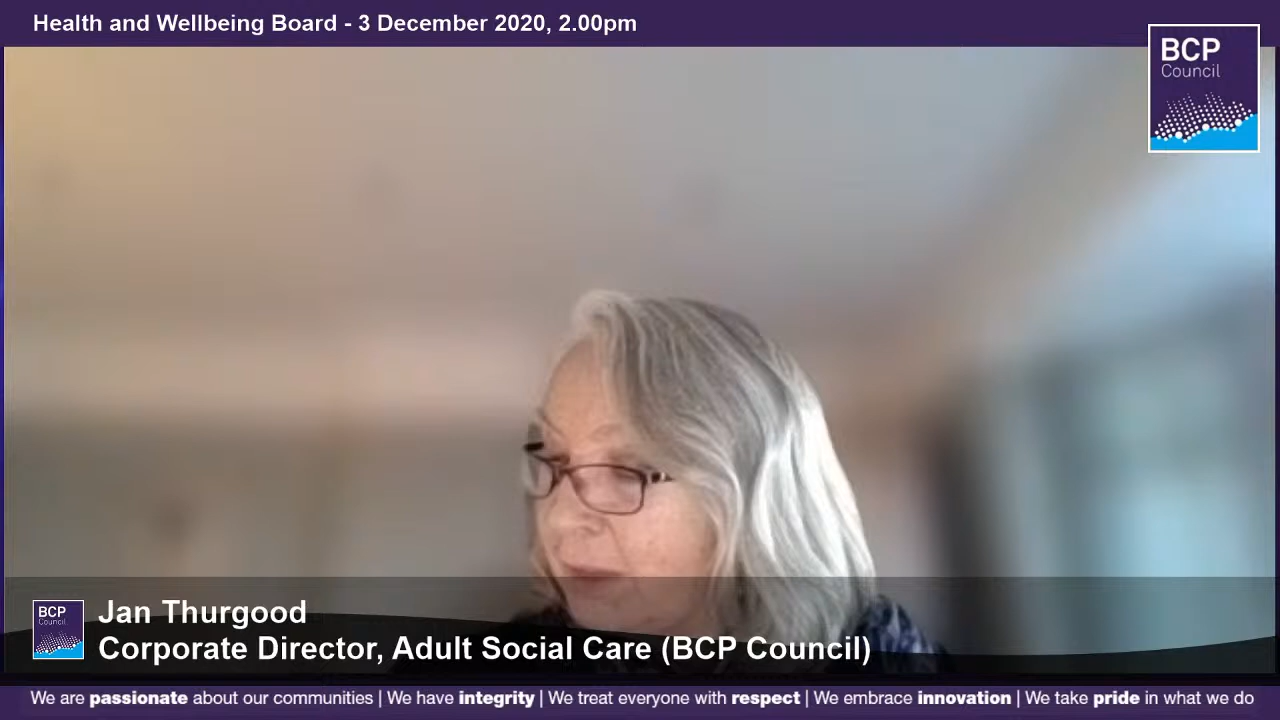 Health and Wellbeing Board - 3 December 2020, 2.00pm
BCP
Council
BCP
Council
Jan Thurgood
Corporate Director, Adult Social Care (BCP Council)
We are passionate about our communities | We have integrity | We treat everyone with respect | We embrace innovation | We take pride in what we do